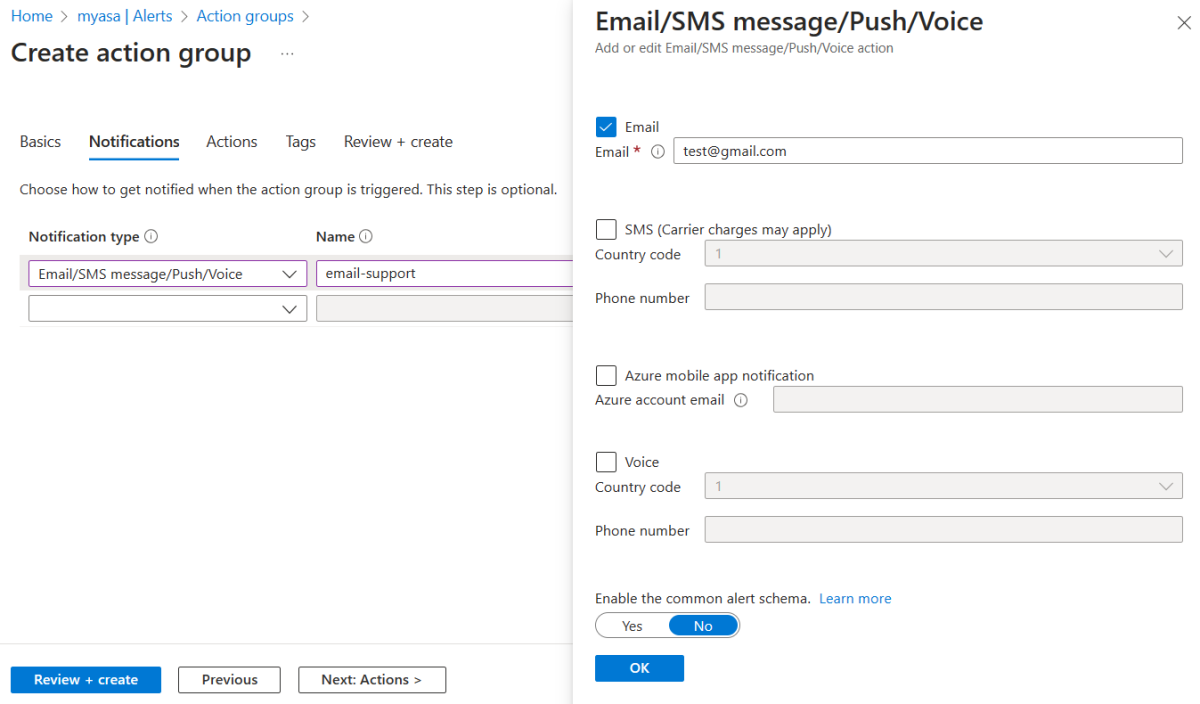 Home > myasa | Alerts > Action groups >
Create action group ...
Basics Notifications Actions Tags Review + create
Choose how to get notified when the action group is triggered. This step is optional.
Notification type Name
Email/SMS message/Push/Voice email-support
Review + create Previous Next: Actions >
Email/SMS message/Push/Voice
Add or edit Email/SMS message/Push/Voice action
Email
Email * test@gmail.com
SMS (Carrier charges may apply)
Country code 1
Phone number
Azure mobile app notification
Azure account email
Voice
Country code 1
Phone number
Enable the common alert schema. Learn more
Yes No
OK